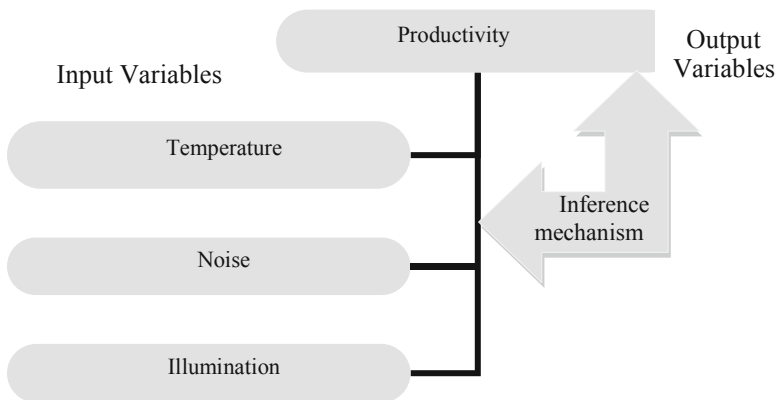 Productivity
Output
Variables
Input Variables
Temperature
Inference
mechanism
Noise
Illumination